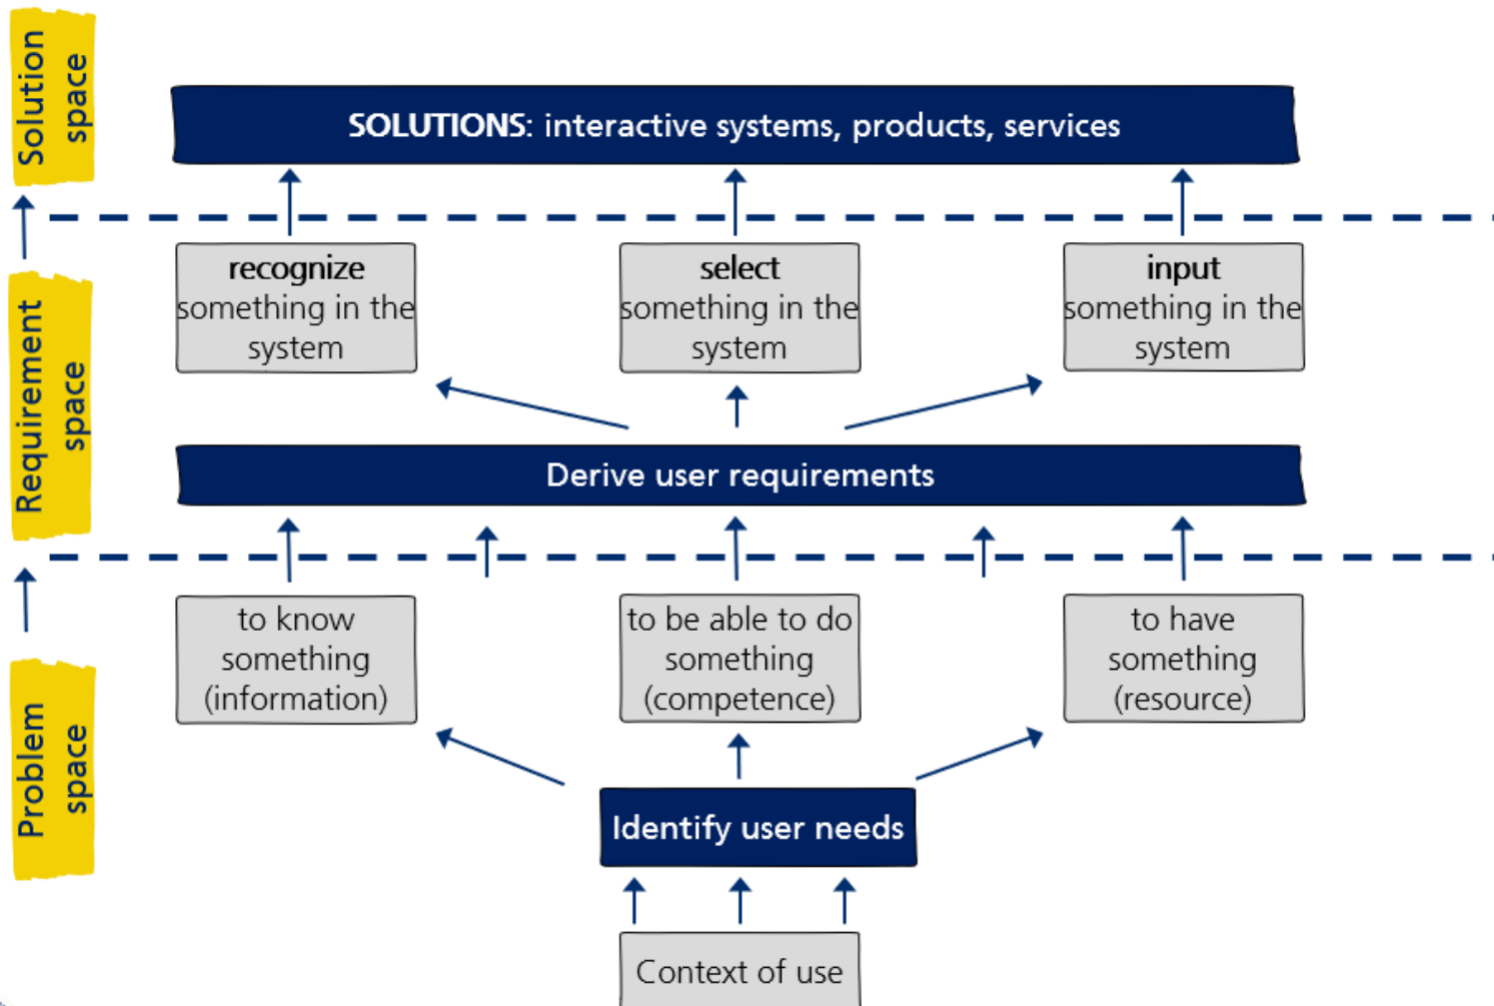 Solution
space
SOLUTIONS: interactive systems, products, services
recognize
something in the
system
select
something in the
system
input
something in the
system
Requirement
space
Derive user requirements
to know
something
(information)
to be able to do
something
(competence)
to have
something
(resource)
Problem
space
Identify user needs
Context of use